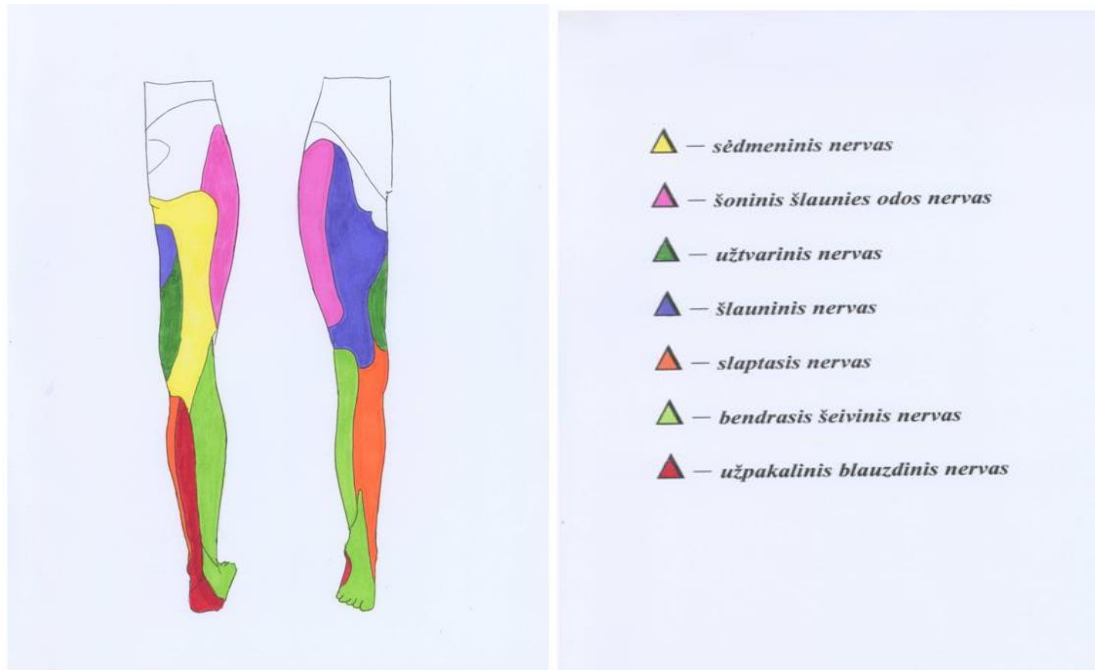 — sėdmeninis nervas
— šoninis šlaunies odos nervas
— užtvarinis nervas
— šlauninis nervas
— slaptasis nervas
— bendrasis šeivinis nervas
— užpakalinis blauzdinis nervas